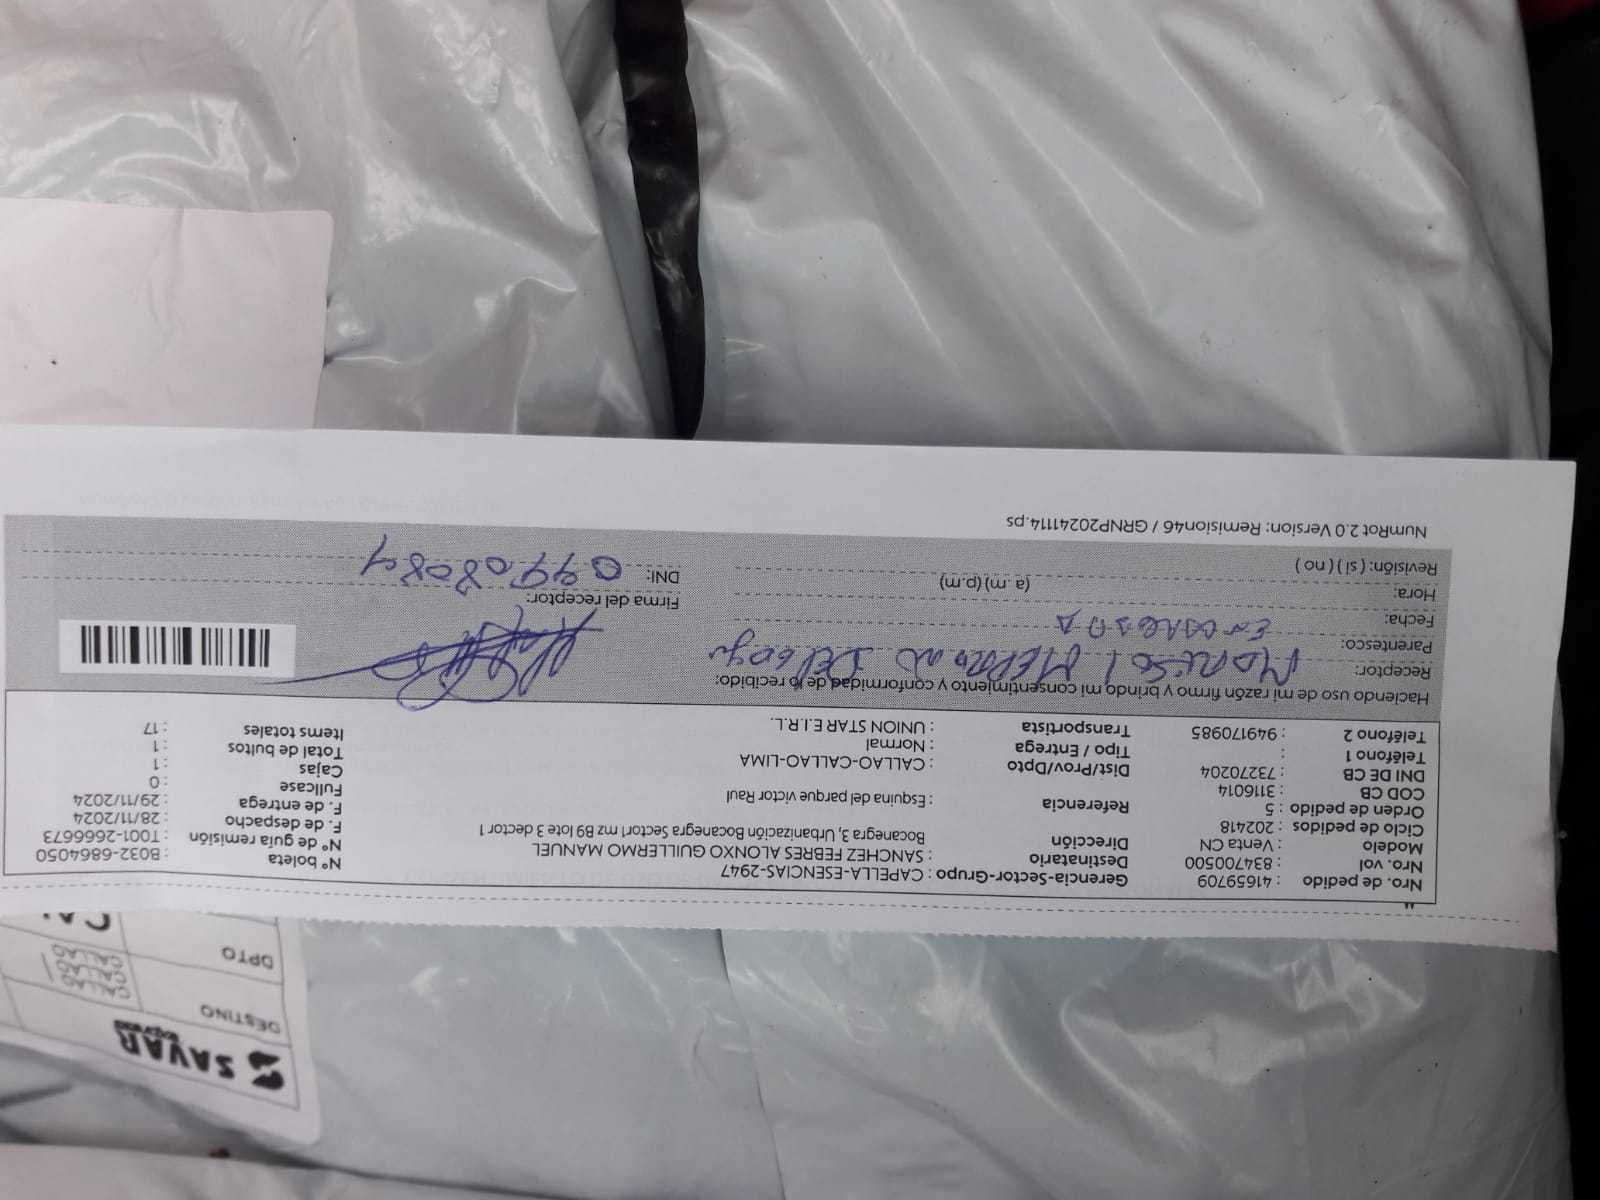 SAVAR
Express
DESTINO
CALLAO
CALLAO
CALLAO
DPTO
Nro. de pedido : 41659709
Nro. vol : 834700500
Modelo : Venta CN
Ciclo de pedidos : 202418
Orden de pedido : 5
COD CB : 3116014
DNI DE CB : 73270204
Teléfono 1 :
Teléfono 2 : 949170985
Gerencia-Sector-Grupo : CAPELLA-ESENCIAS-2947
Destinatario : SANCHEZ FEBRES ALONXO GUILLERMO MANUEL
Dirección Bocanegra 3, Urbanización Bocanegra Sector1 mz B9 lote 3 dector 1
Referencia : Esquina del parque victor Raul
Dist/Prov/Dpto : CALLAO-CALLAO-LIMA
Tipo / Entrega : Normal
Transportista : UNION STAR E.I.R.L.
N° boleta : B032-6864050
N° de guía remisión : T001-2666673
F. de despacho : 28/11/2024
F. de entrega : 29/11/2024
Fullcase : 0
Cajas : 1
Total de bultos : 1
Items totales : 17
Haciendo uso de mi razón firmo y brindo mi consentimiento y conformidad de lo recibido:
Receptor:
Parentesco: ENCARGADA
Fecha:
Hora: (a. m) (p.m)
Revisión: ( si ) ( no )
Firma del receptor:
DNI:
NumRot 2.0 Version: Remision46 / GRNP20241114.ps